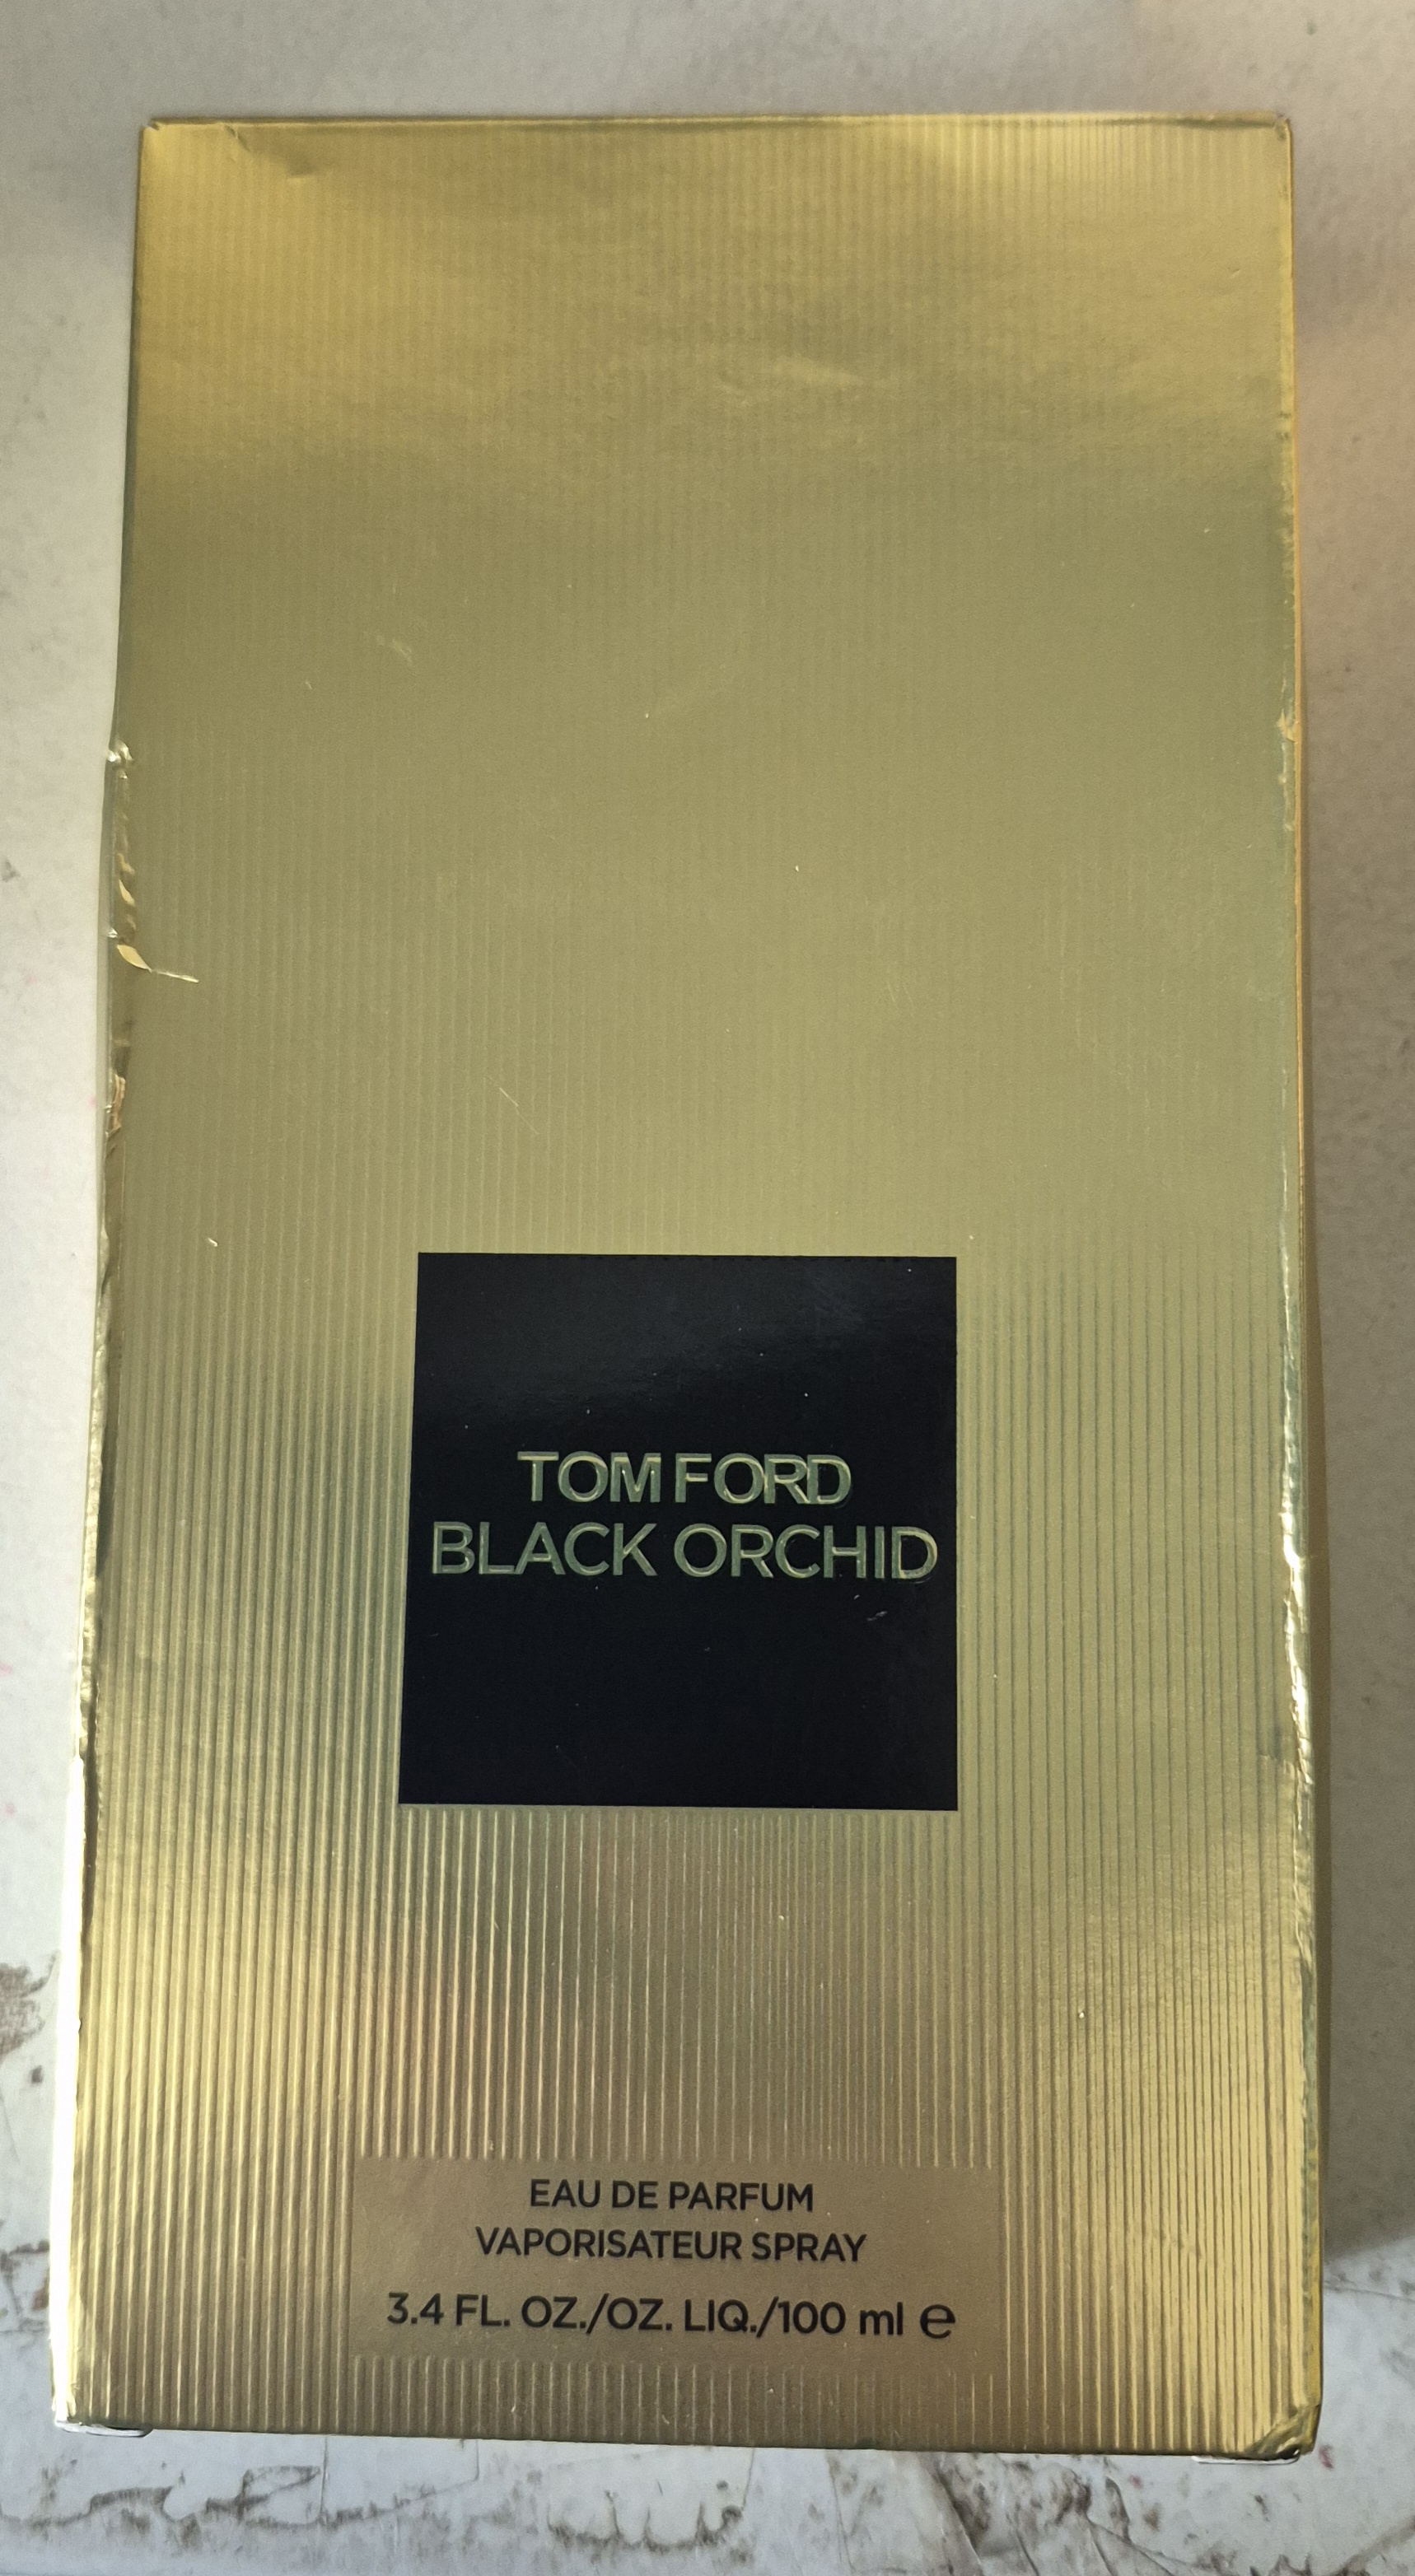 TOM FORD
BLACK ORCHID
EAU DE PARFUM
VAPORISATEUR SPRAY
3.4 FL. OZ./OZ. LIQ./100 ml e